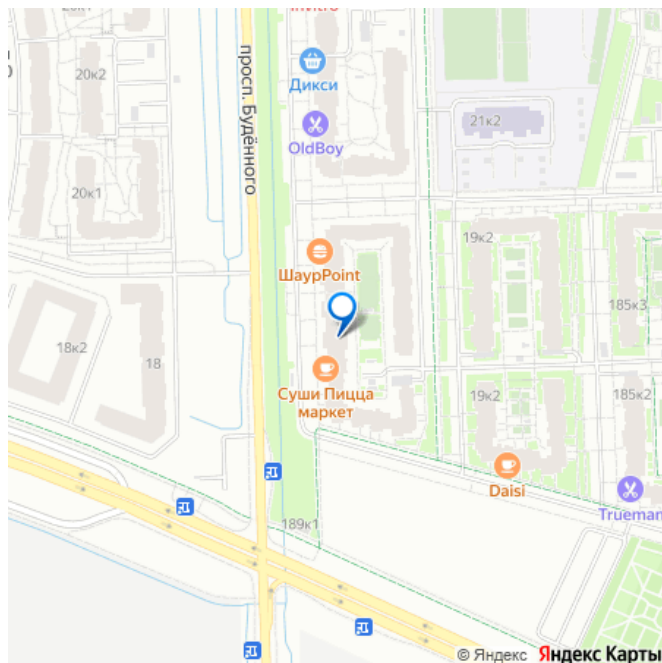 Invitro
20к2
Дикси
просп. Будённого
21к2
OldBoy
20к1
19к2
ШаурPoint
185к3
18к2
18
Суши Пицца
маркет
19к2
185к2
Daisi
Trueman
189к1
© Яндекс Яндекс Карты